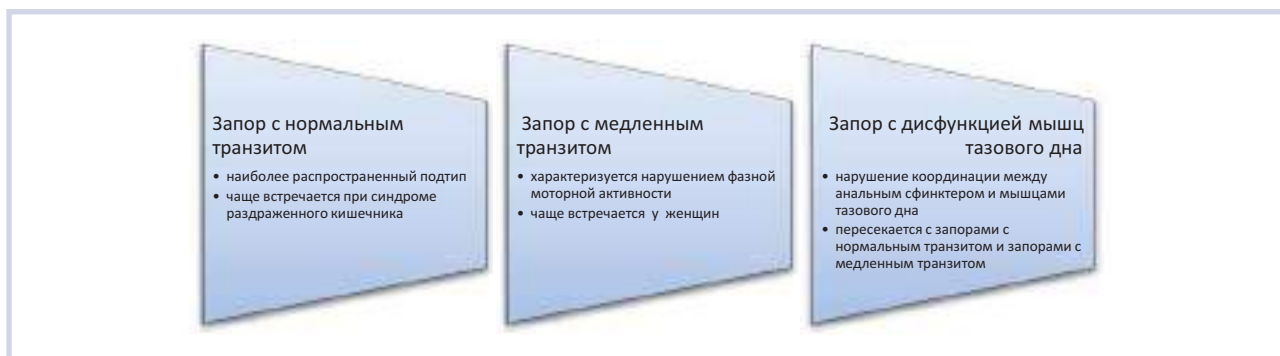 Запор с нормальным
транзитом
• наиболее распространенный подтип
• чаще встречается при синдроме
раздраженного кишечника
Запор с медленным
транзитом
• характеризуется нарушением фазной
моторной активности
• чаще встречается у женщин
Запор с дисфункцией мышц
тазового дна
• нарушение координации между
анальным сфинктером и мышцами
тазового дна
• пересекается с запорами с
нормальным транзитом и запорами с
медленным транзитом